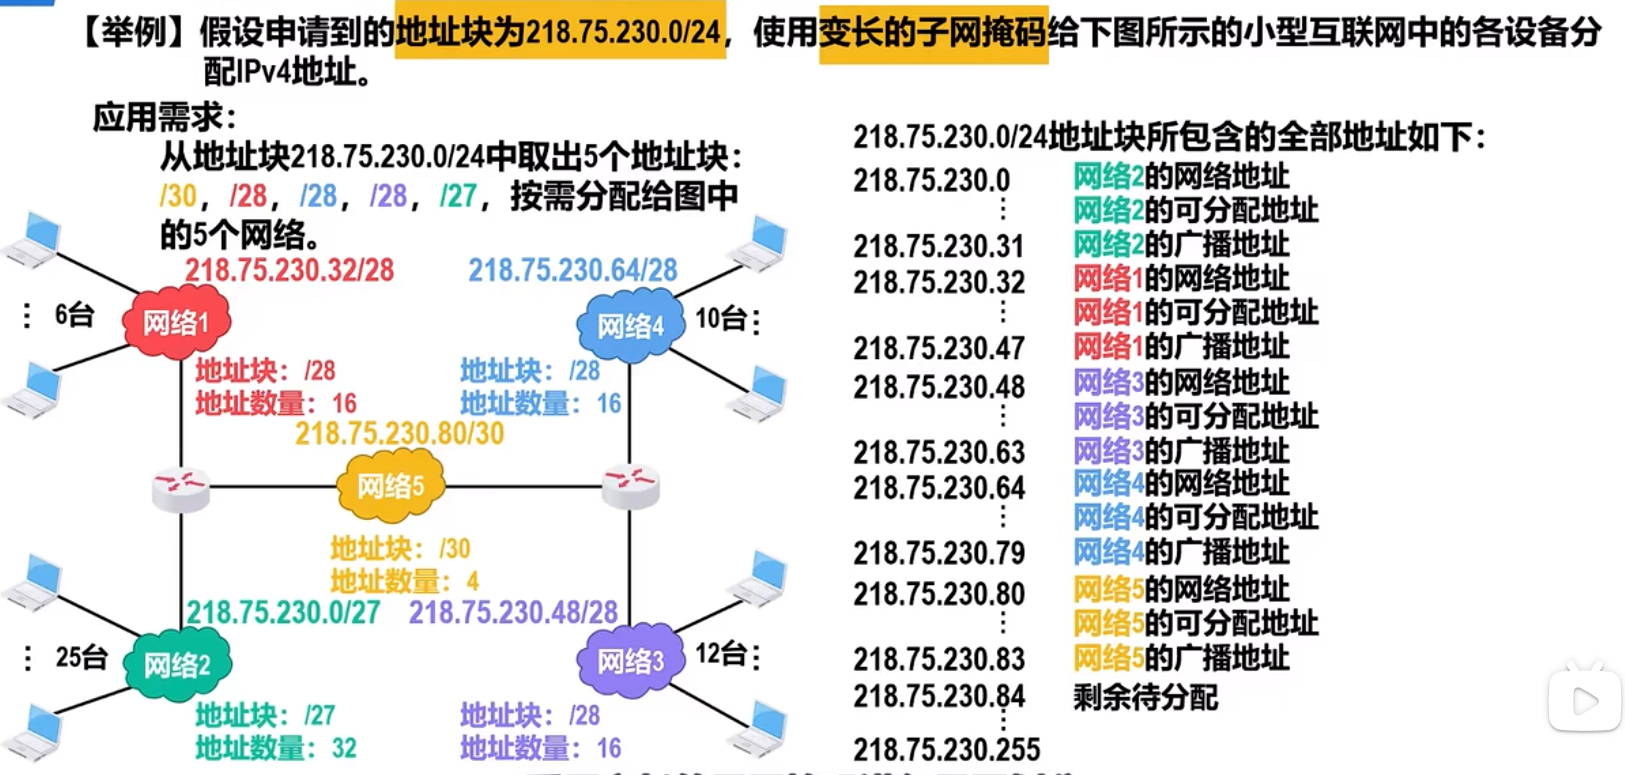 【举例】假设申请到的地址块为218.75.230.0/24，使用变长的子网掩码给下图所示的小型互联网中的各设备分
配IPv4地址。
应用需求：
从地址块218.75.230.0/24中取出5个地址块：
/30，/28，/28，/28，/27，按需分配给图中
的5个网络。
218.75.230.32/28
218.75.230.64/28
6台
网络1
网络4
10台
地址块：/28
地址数量：16
地址块：/28
地址数量：16
218.75.230.80/30
网络5
地址块：/30
地址数量：4
218.75.230.0/27
218.75.230.48/28
25台
网络2
网络3
12台
地址块：/27
地址数量：32
地址块：/28
地址数量：16
218.75.230.0/24地址块所包含的全部地址如下：
218.75.230.0 网络2的网络地址
⋮ 网络2的可分配地址
218.75.230.31 网络2的广播地址
218.75.230.32 网络1的网络地址
⋮ 网络1的可分配地址
218.75.230.47 网络1的广播地址
218.75.230.48 网络3的网络地址
⋮ 网络3的可分配地址
218.75.230.63 网络3的广播地址
218.75.230.64 网络4的网络地址
⋮ 网络4的可分配地址
218.75.230.79 网络4的广播地址
218.75.230.80 网络5的网络地址
⋮ 网络5的可分配地址
218.75.230.83 网络5的广播地址
218.75.230.84 剩余待分配
⋮
218.75.230.255